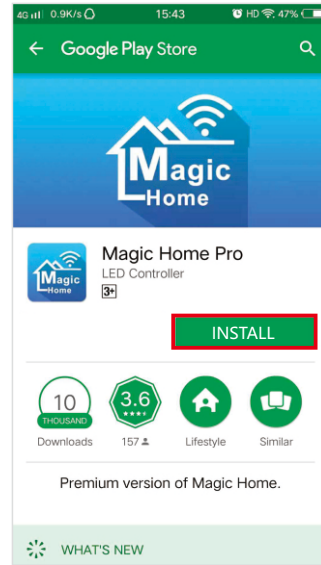 4G 0.9K/s 15:43 HD 47%
Google Play Store
Magic
Home
Magic
Home
Magic Home Pro
LED Controller
3+
INSTALL
10
THOUSAND
3.6
Downloads 157 Lifestyle Similar
Premium version of Magic Home.
WHAT'S NEW